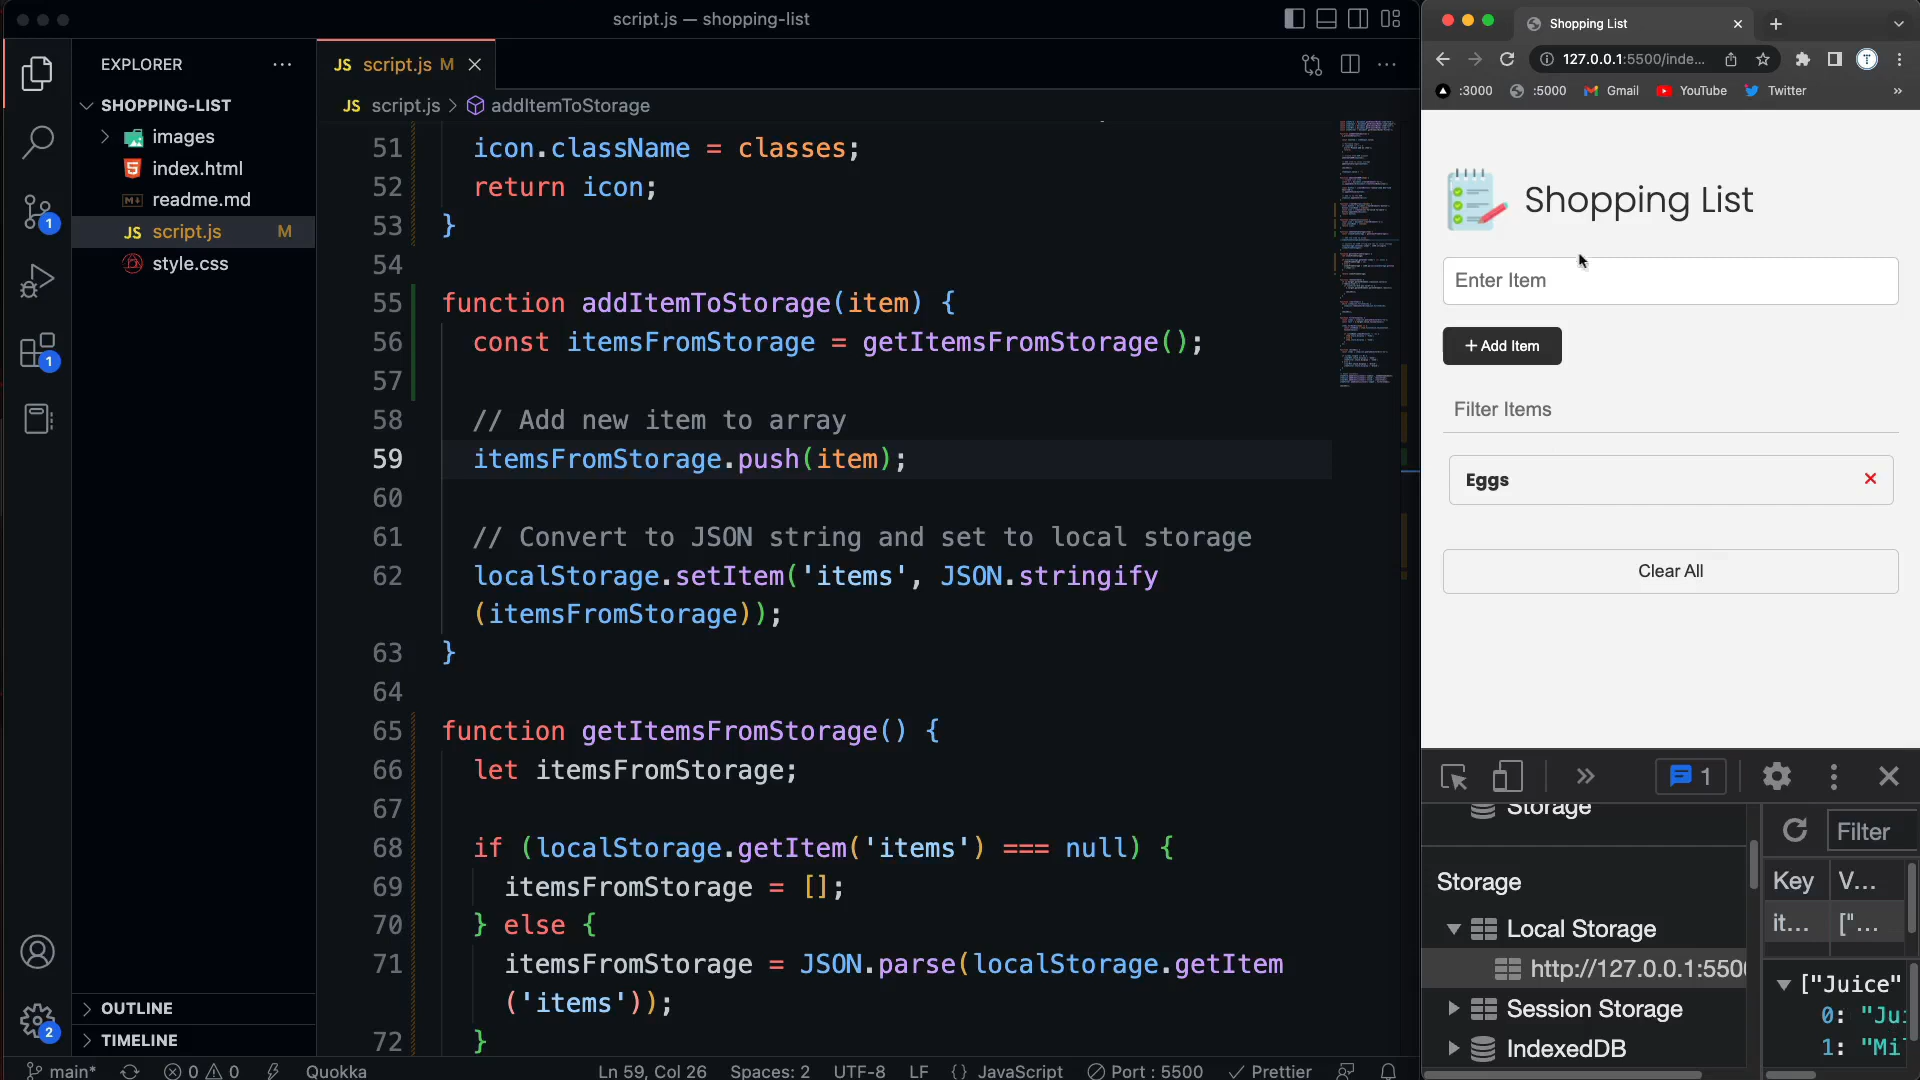 script.js — shopping-list
EXPLORER
SHOPPING-LIST
images
index.html
readme.md
JS script.js M
style.css
OUTLINE
TIMELINE
1
1
2
JS script.js M
JS script.js > addItemToStorage
51 icon.className = classes;
52 return icon;
53 }
54
55 function addItemToStorage(item) {
56 const itemsFromStorage = getItemsFromStorage();
57
58 // Add new item to array
59 itemsFromStorage.push(item);
60
61 // Convert to JSON string and set to local storage
62 localStorage.setItem('items', JSON.stringify
(itemsFromStorage));
63 }
64
65 function getItemsFromStorage() {
66 let itemsFromStorage;
67
68 if (localStorage.getItem('items') === null) {
69 itemsFromStorage = [];
70 } else {
71 itemsFromStorage = JSON.parse(localStorage.getItem
('items'));
72 }
main* 0 0 Quokka Ln 59, Col 26 Spaces: 2 UTF-8 LF {} JavaScript Port : 5500 Prettier
Shopping List
127.0.0.1:5500/inde...
:3000 :5000 Gmail YouTube Twitter »
Shopping List
Enter Item
+ Add Item
Filter Items
Eggs
Clear All
1
Storage
Filter
Storage
Key V...
Local Storage
it... ["...
http://127.0.0.1:5500
["Juice"
Session Storage
0: "Jui
IndexedDB
1: "Mi